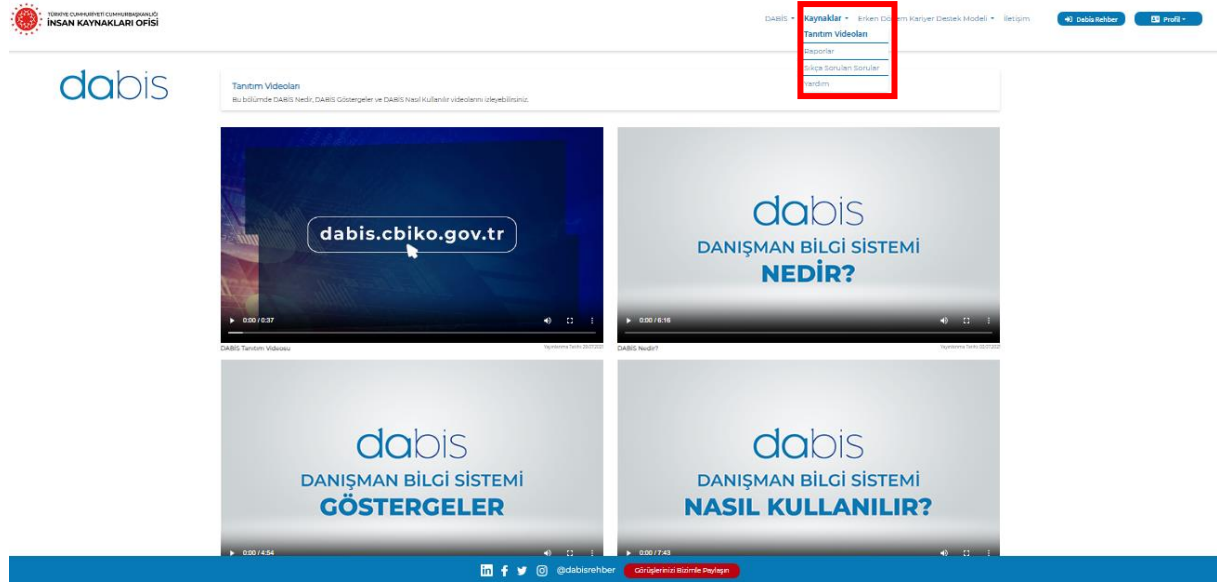 TÜRKİYE CUMHURİYETİ CUMHURBAŞKANLIĞI
İNSAN KAYNAKLARI OFİSİ
DABİS Kaynaklar Erken Dönem Kariyer Destek Modeli İletişim Dabis Rehber Profil
Tanıtım Videoları
Raporlar
Sıkça Sorulan Sorular
Yardım
dabis
Tanıtım Videoları
Bu bölümde DABİS Nedir, DABİS Göstergeler ve DABİS Nasıl Kullanılır videolarını izleyebilirsiniz.
dabis.cbiko.gov.tr
0:00 / 0:37
DABİS Tanıtım Videosu
dabis
DANIŞMAN BİLGİ SİSTEMİ
NEDİR?
0:00 / 6:16
DABİS Nedir?
dabis
DANIŞMAN BİLGİ SİSTEMİ
GÖSTERGELER
0:00 / 4:54
dabis
DANIŞMAN BİLGİ SİSTEMİ
NASIL KULLANILIR?
0:00 / 7:43
@dabisrehber Görüşlerinizi Bizimle Paylaşın